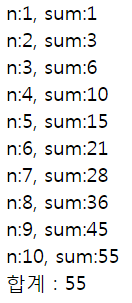 n:1, sum:1
n:2, sum:3
n:3, sum:6
n:4, sum:10
n:5, sum:15
n:6, sum:21
n:7, sum:28
n:8, sum:36
n:9, sum:45
n:10, sum:55
합계 : 55